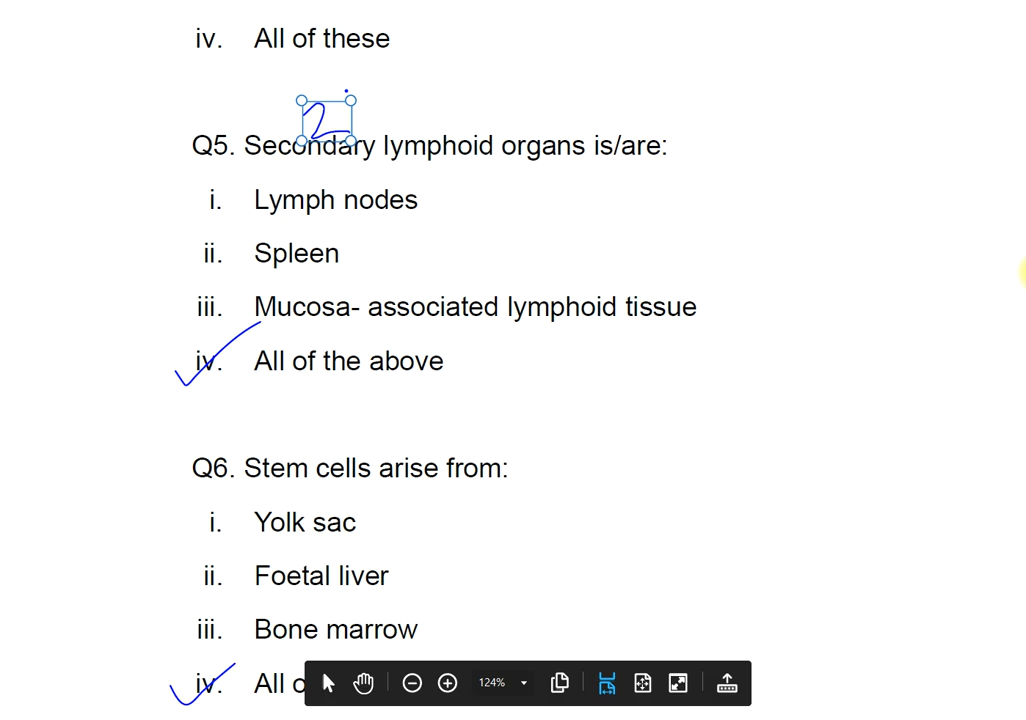 iv. All of these
2
Q5. Secondary lymphoid organs is/are:
i. Lymph nodes
ii. Spleen
iii. Mucosa- associated lymphoid tissue
iv. All of the above
Q6. Stem cells arise from:
i. Yolk sac
ii. Foetal liver
iii. Bone marrow
iv. All
124%